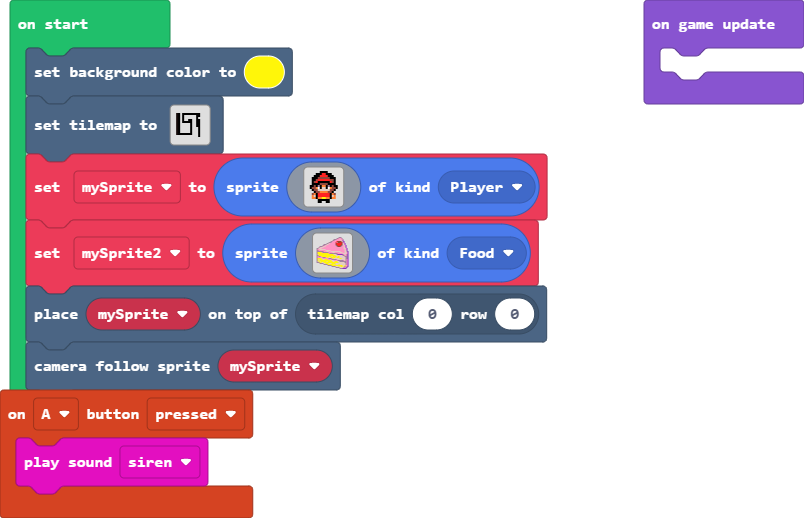 on start
set background color to
set tilemap to
set mySprite to sprite of kind Player
set mySprite2 to sprite of kind Food
place mySprite on top of tilemap col 0 row 0
camera follow sprite mySprite
on A button pressed
play sound siren
on game update